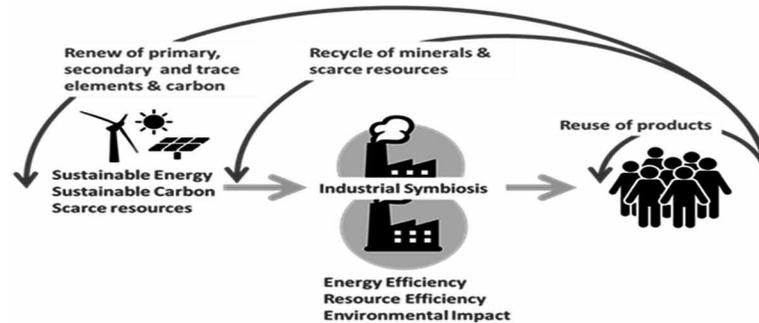 Renew of primary,
secondary and trace
elements & carbon
Recycle of minerals &
scarce resources
Reuse of products
Sustainable Energy
Sustainable Carbon
Scarce resources
Industrial Symbiosis
Energy Efficiency
Resource Efficiency
Environmental Impact